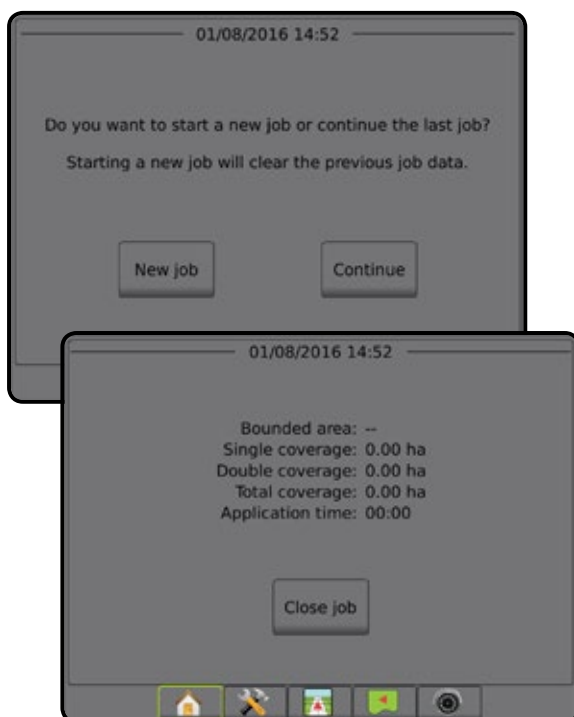 01/08/2016 14:52
Do you want to start a new job or continue the last job?
Starting a new job will clear the previous job data.
New job
Continue
01/08/2016 14:52
Bounded area: --
Single coverage: 0.00 ha
Double coverage: 0.00 ha
Total coverage: 0.00 ha
Application time: 00:00
Close job